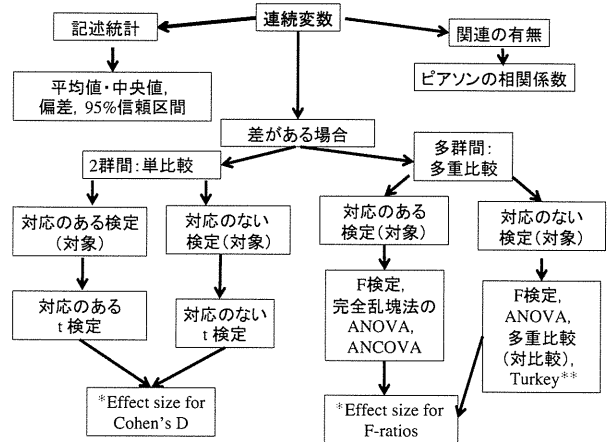 連続変数
記述統計
関連の有無
平均値・中央値,
偏差, 95%信頼区間
ピアソンの相関係数
差がある場合
2群間:単比較
多群間:
多重比較
対応のある検定
(対象)
対応のない
検定(対象)
対応のある
検定(対象)
対応のない
検定(対象)
対応のある
t検定
対応のない
t検定
F検定,
完全乱塊法の
ANOVA,
ANCOVA
F検定,
ANOVA,
多重比較
(対比較),
Turkey**
*Effect size for
Cohen's D
*Effect size for
F-ratios